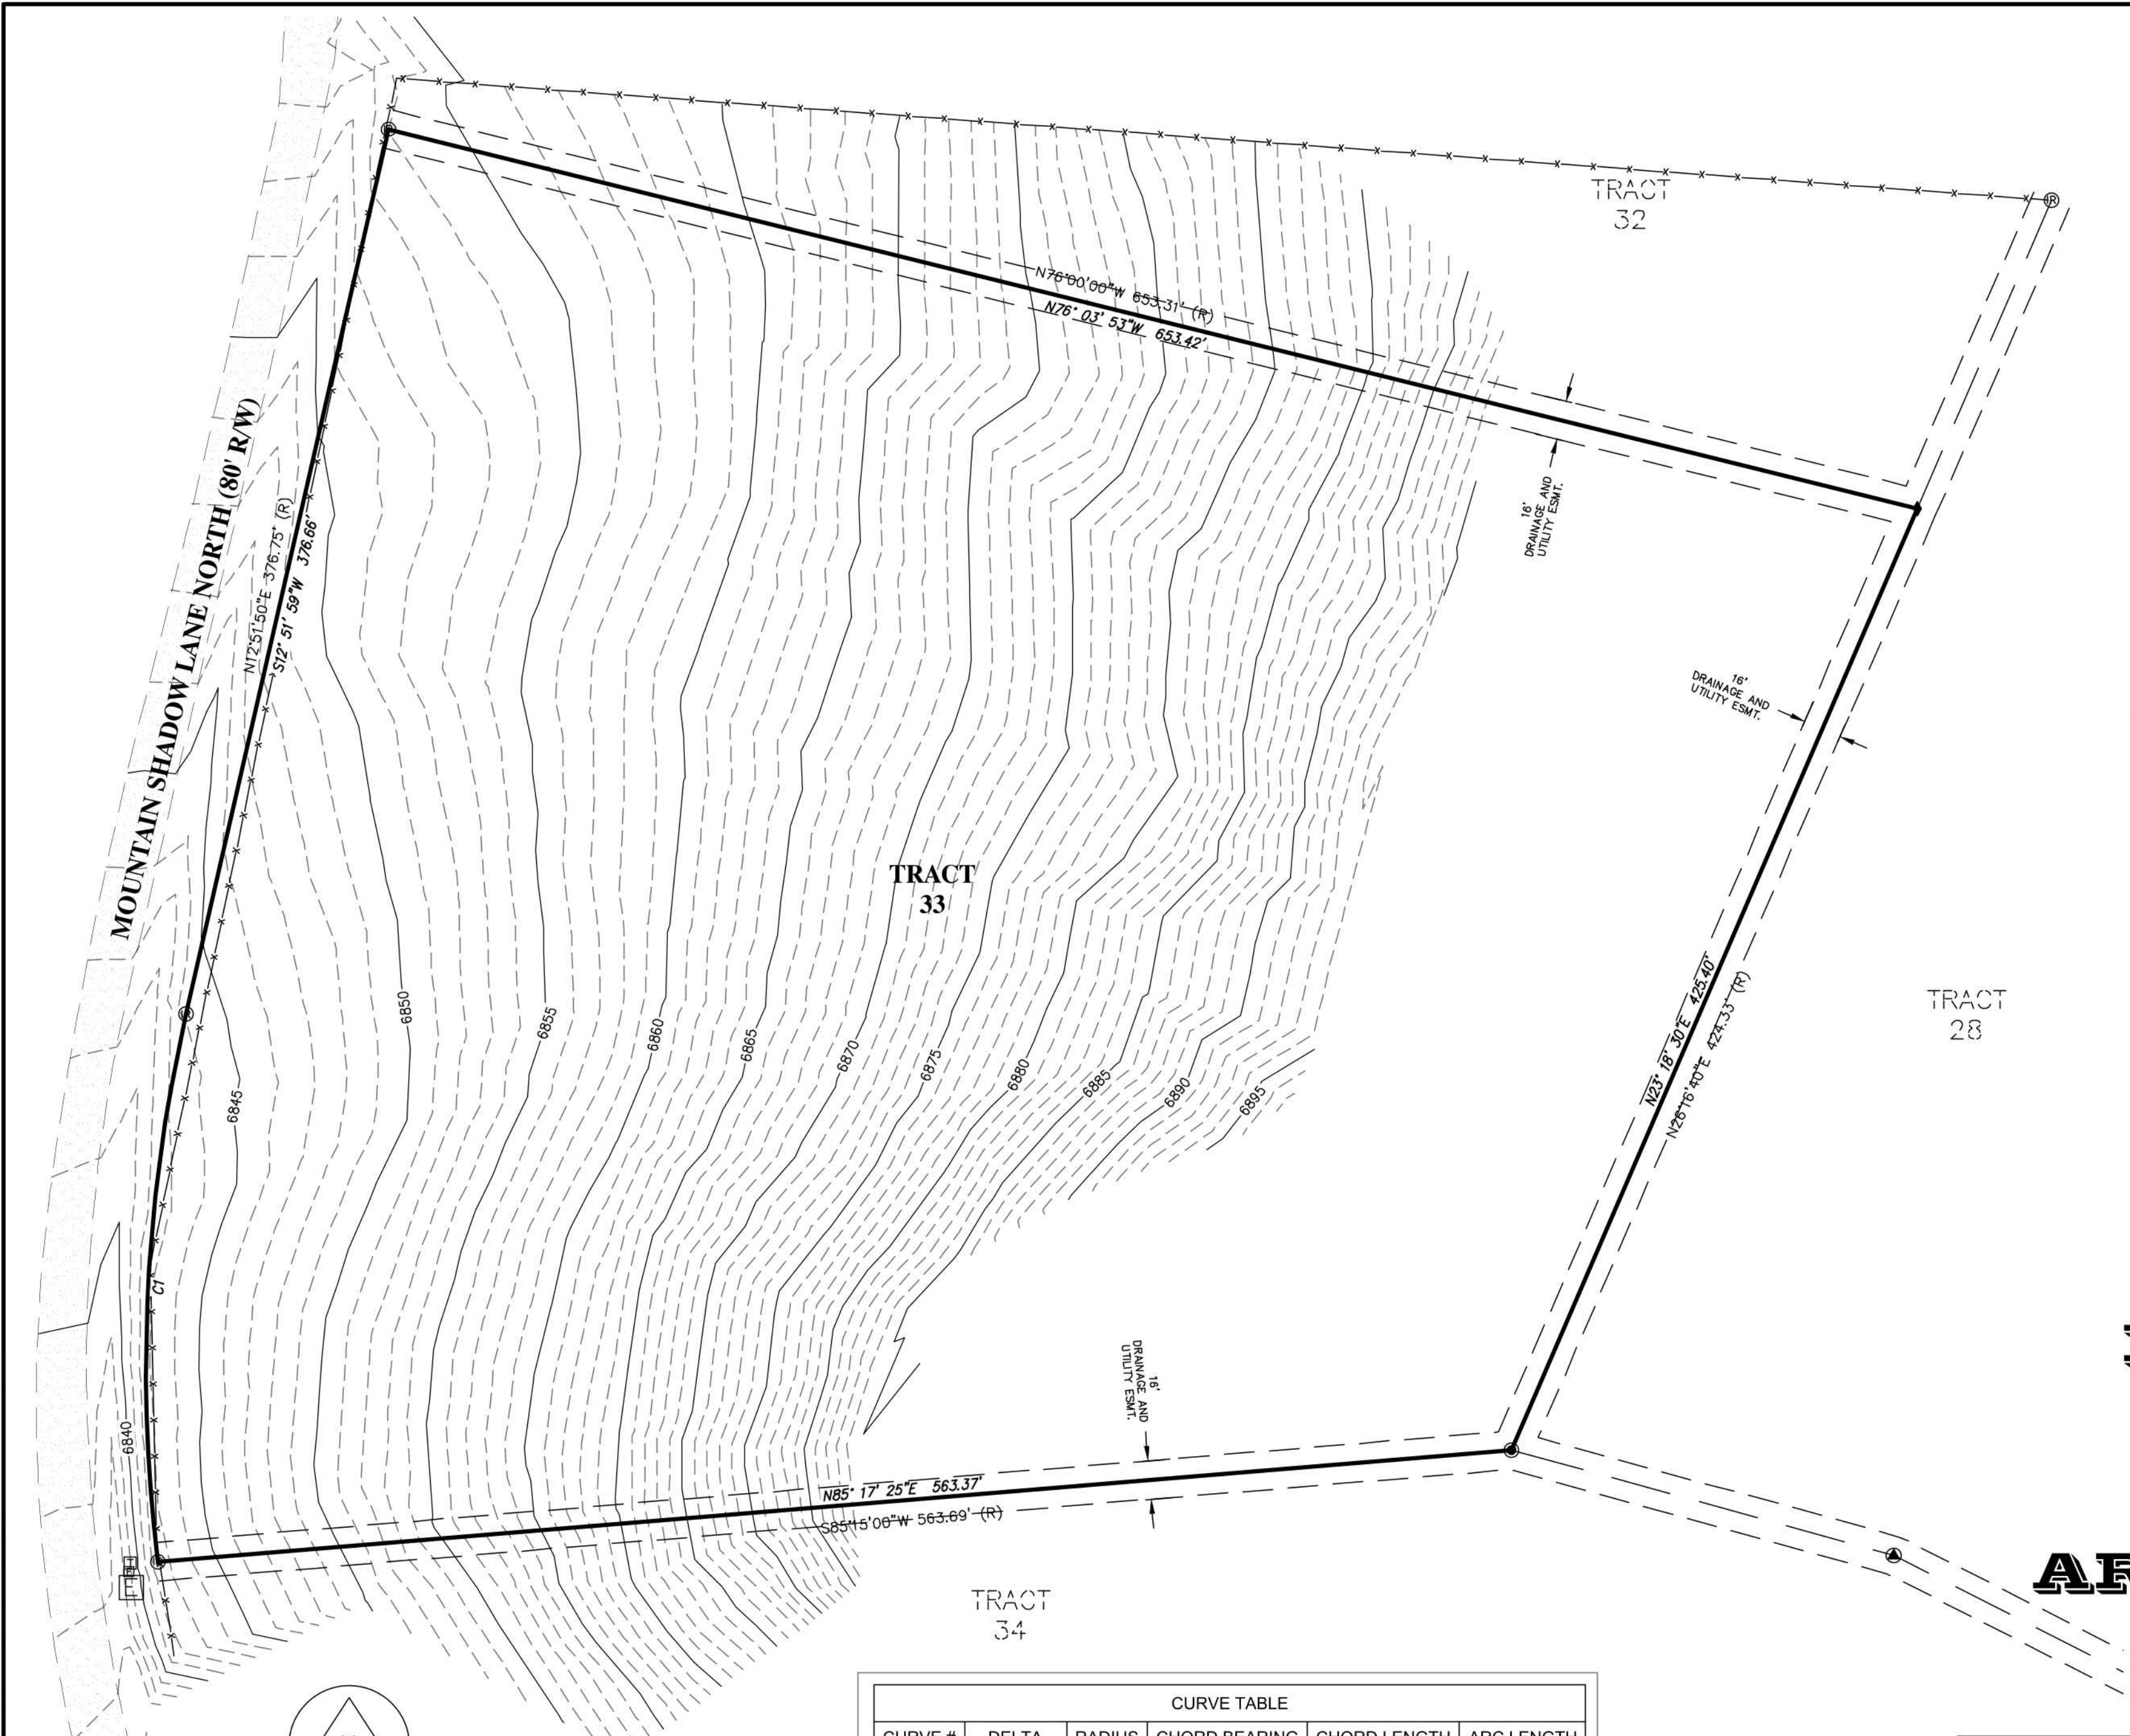 TRACT
32
N76°00'00"W 653.31' (R)
N76° 03' 53"W 653.42'
16'
DRAINAGE AND
UTILITY ESMT.
MOUNTAIN SHADOW LANE NORTH (80' R/W)
N12°51'50"E 376.75' (R)
S12° 51' 59"W 376.66'
16'
DRAINAGE AND
UTILITY ESMT.
TRACT
33
N23° 18' 30"E 425.40'
N26°16'40"E 424.33' (R)
TRACT
28
6850
6855
6860
6865
6870
6875
6880
6885
6890
6895
6845
C1
6840
16'
DRAINAGE AND
UTILITY ESMT.
N85° 17' 25"E 563.37'
S85°15'00"W 563.69' (R)
TRACT
34
AR
CURVE TABLE
CURVE # DELTA RADIUS CHORD BEARING CHORD LENGTH ARC LENGTH